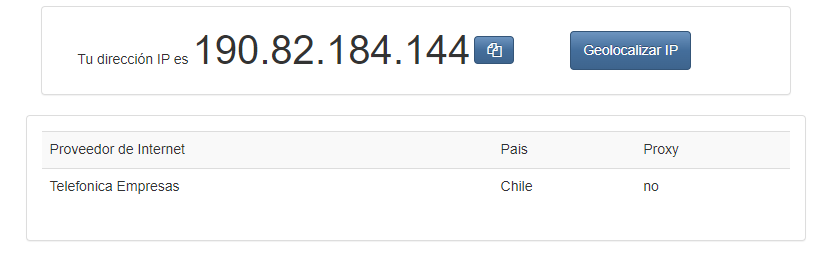 Tu dirección IP es 190.82.184.144 Geolocalizar IP
Proveedor de Internet Pais Proxy
Telefonica Empresas Chile no